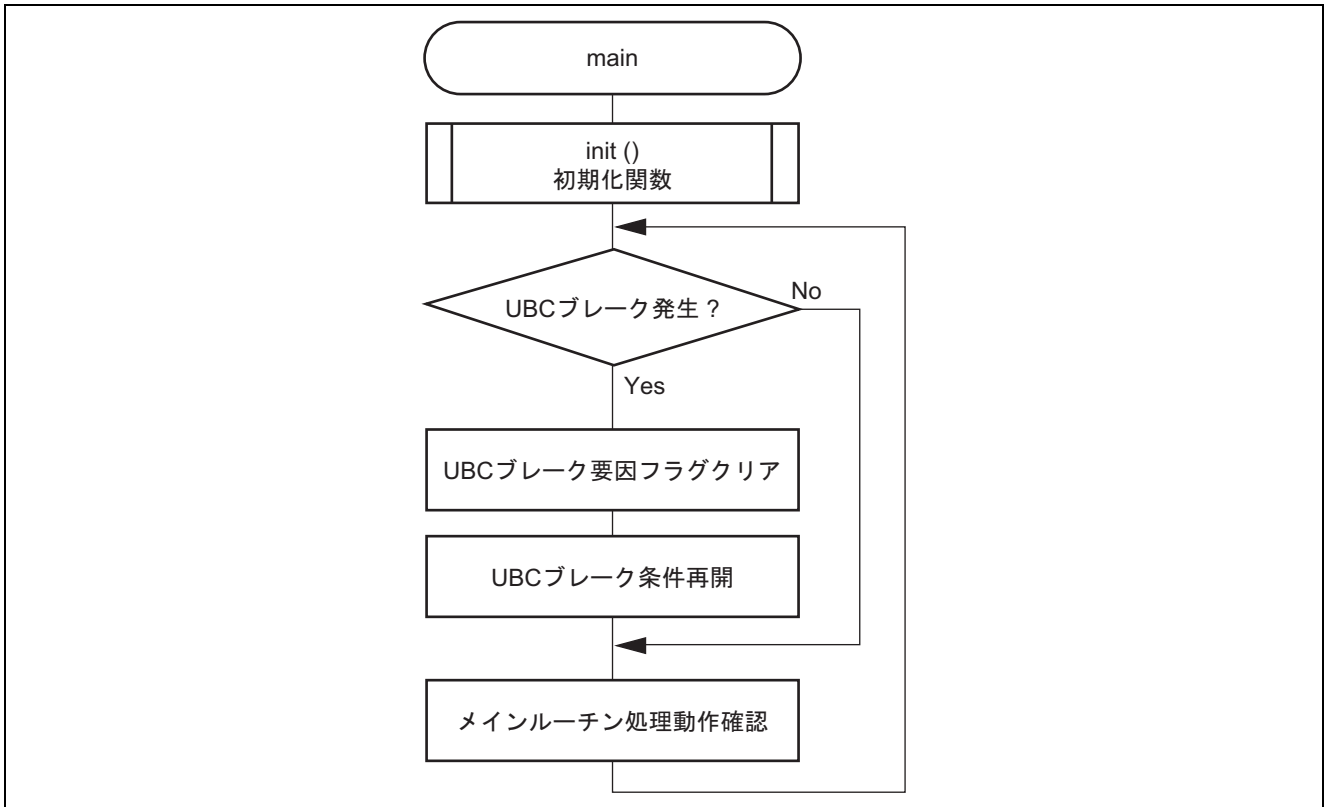 main
init ()
初期化関数
UBCブレーク発生？
No
Yes
UBCブレーク要因フラグクリア
UBCブレーク条件再開
メインルーチン処理動作確認